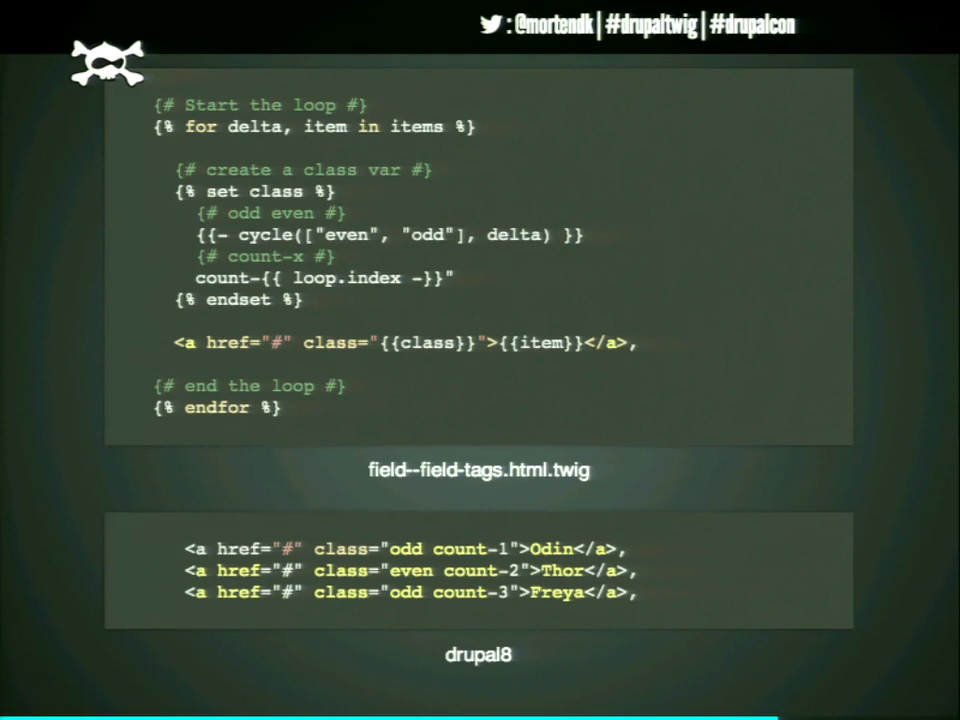 : @mortendk | #drupaltwig | #drupalcon
{# Start the loop #}
{% for delta, item in items %}
{# create a class var #}
{% set class %}
{# odd even #}
{{- cycle(["even", "odd"], delta) }}
{# count-x #}
count-{{ loop.index -}}"
{% endset %}
<a href="#" class="{{class}}">{{item}}</a>,
{# end the loop #}
{% endfor %}
field--field-tags.html.twig
<a href="#" class="odd count-1">Odin</a>,
<a href="#" class="even count-2">Thor</a>,
<a href="#" class="odd count-3">Freya</a>,
drupal8